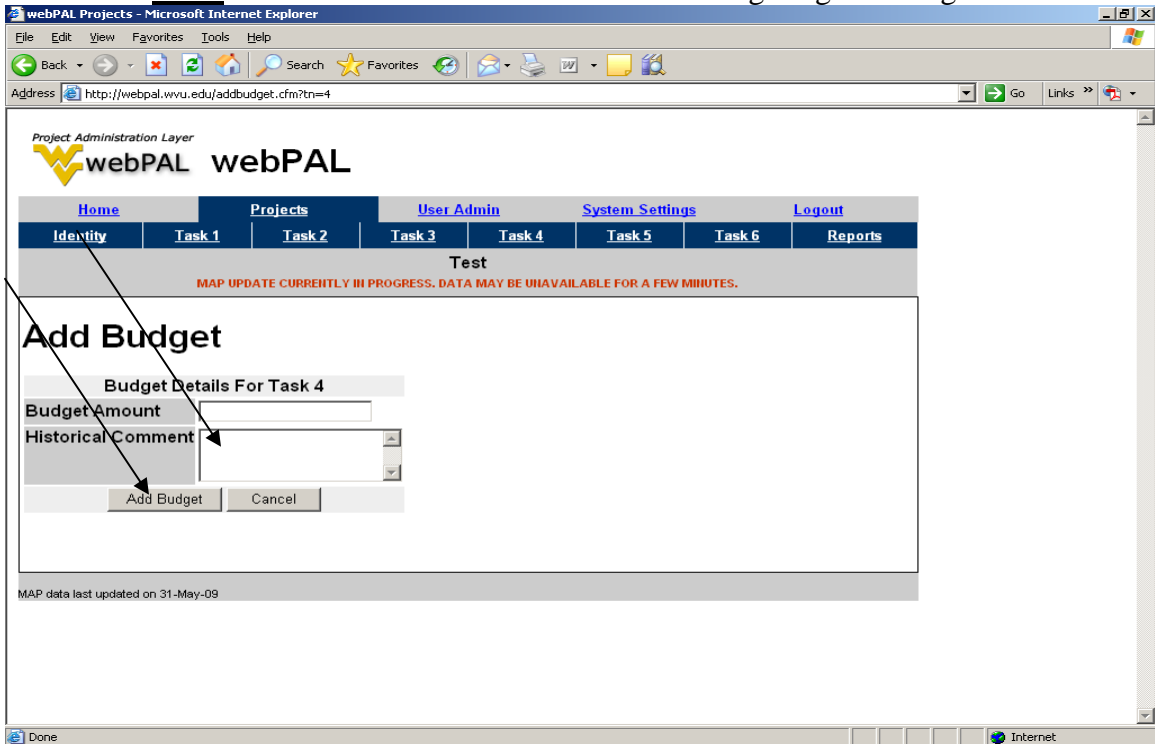 webPAL Projects - Microsoft Internet Explorer
File Edit View Favorites Tools Help
Back Search Favorites
Address http://webpal.wvu.edu/addbudget.cfm?tn=4 Go Links »
Project Administration Layer
webPAL webPAL
Home Projects User Admin System Settings Logout
Identity Task 1 Task 2 Task 3 Task 4 Task 5 Task 6 Reports
Test
MAP UPDATE CURRENTLY IN PROGRESS. DATA MAY BE UNAVAILABLE FOR A FEW MINUTES.
Add Budget
Budget Details For Task 4
Budget Amount
Historical Comment
Add Budget Cancel
MAP data last updated on 31-May-09
Done Internet